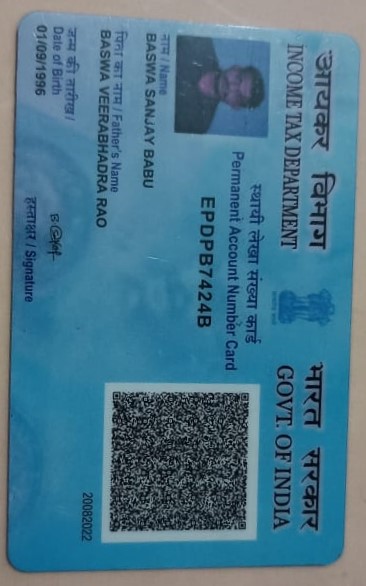 आयकर विभाग
INCOME TAX DEPARTMENT
भारत सरकार
GOVT. OF INDIA
स्थायी लेखा संख्या कार्ड
Permanent Account Number Card
EPDPB7424B
नाम / Name
BASWA SANJAY BABU
पिता का नाम / Father's Name
BASWA VEERABHADRA RAO
जन्म की तारीख/
Date of Birth
01/09/1996
हस्ताक्षर / Signature
20082022